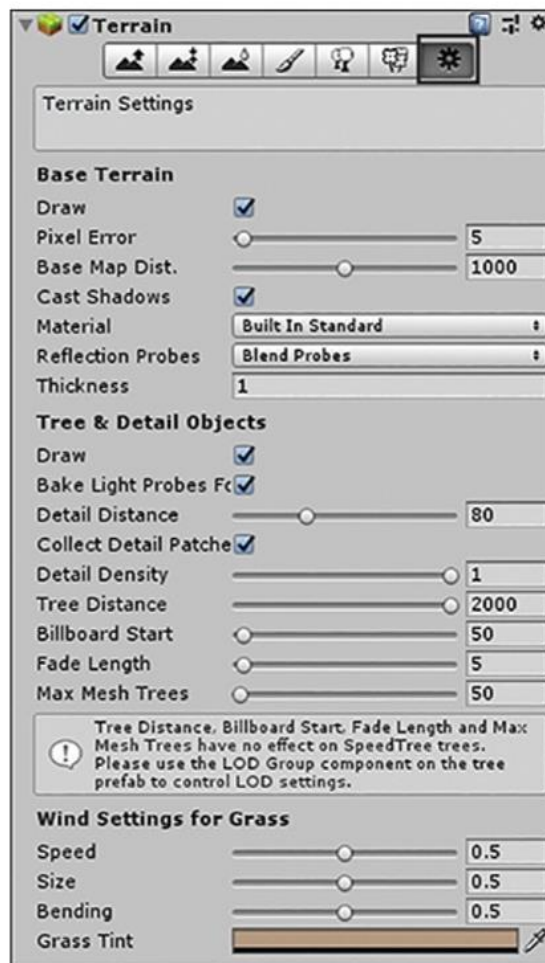 Terrain
Terrain Settings
Base Terrain
Draw
Pixel Error 5
Base Map Dist. 1000
Cast Shadows
Material Built In Standard
Reflection Probes Blend Probes
Thickness 1
Tree & Detail Objects
Draw
Bake Light Probes Fo
Detail Distance 80
Collect Detail Patche
Detail Density 1
Tree Distance 2000
Billboard Start 50
Fade Length 5
Max Mesh Trees 50
Tree Distance, Billboard Start, Fade Length and Max
Mesh Trees have no effect on SpeedTree trees.
Please use the LOD Group component on the tree
prefab to control LOD settings.
Wind Settings for Grass
Speed 0.5
Size 0.5
Bending 0.5
Grass Tint